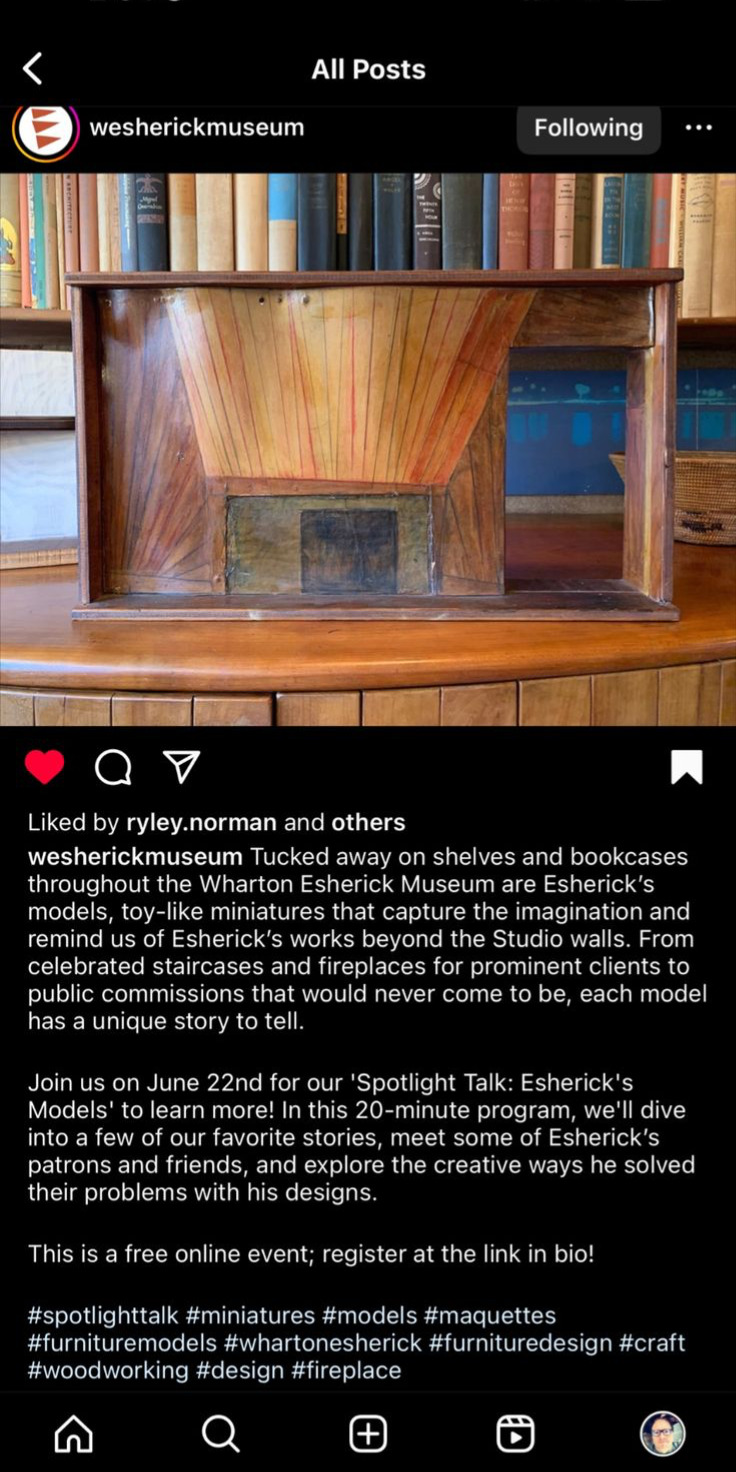 All Posts
wesherickmuseum
Following
Liked by ryley.norman and others
wesherickmuseum Tucked away on shelves and bookcases
throughout the Wharton Esherick Museum are Esherick’s
models, toy-like miniatures that capture the imagination and
remind us of Esherick’s works beyond the Studio walls. From
celebrated staircases and fireplaces for prominent clients to
public commissions that would never come to be, each model
has a unique story to tell.
Join us on June 22nd for our 'Spotlight Talk: Esherick's
Models' to learn more! In this 20-minute program, we'll dive
into a few of our favorite stories, meet some of Esherick’s
patrons and friends, and explore the creative ways he solved
their problems with his designs.
This is a free online event; register at the link in bio!
#spotlighttalk #miniatures #models #maquettes
#furnituremodels #whartonesherick #furnituredesign #craft
#woodworking #design #fireplace